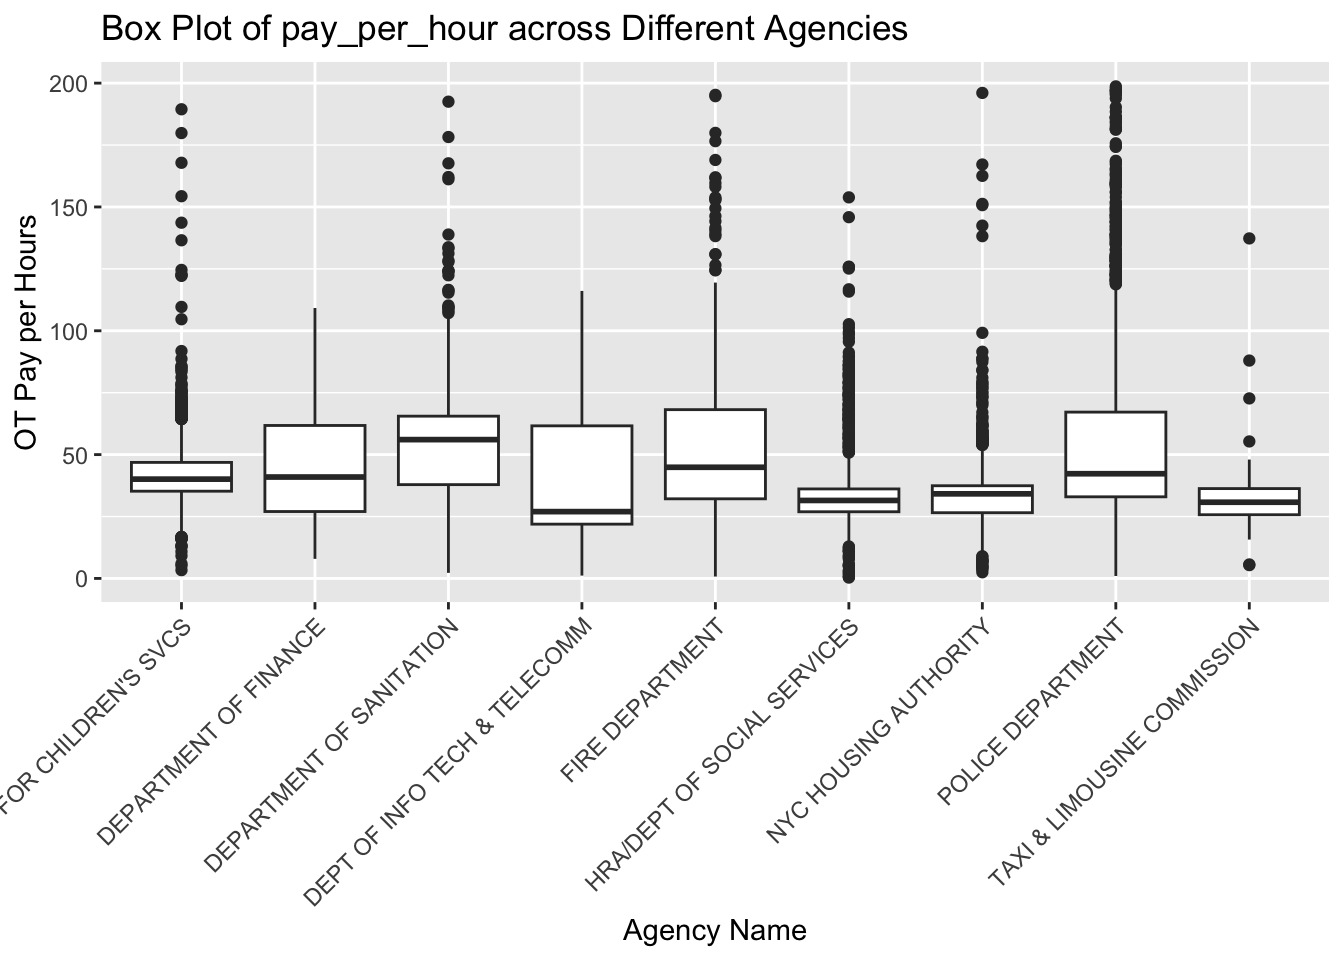 Box Plot of pay_per_hour across Different Agencies
OT Pay per Hours
200
150
100
50
0
FOR CHILDREN'S SVCS
DEPARTMENT OF FINANCE
DEPARTMENT OF SANITATION
DEPT OF INFO TECH & TELECOMM
FIRE DEPARTMENT
HRA/DEPT OF SOCIAL SERVICES
NYC HOUSING AUTHORITY
POLICE DEPARTMENT
TAXI & LIMOUSINE COMMISSION
Agency Name